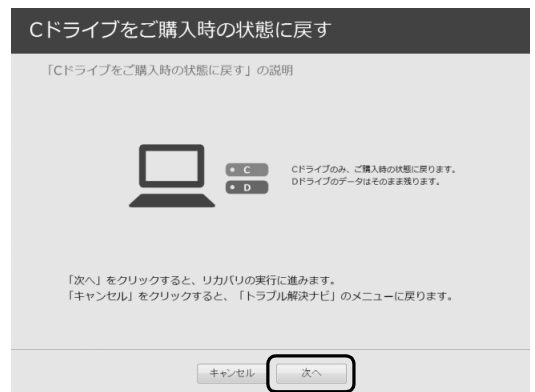 Cドライブをご購入時の状態に戻す
「Cドライブをご購入時の状態に戻す」の説明
C
D
Cドライブのみ、ご購入時の状態に戻ります。
Dドライブのデータはそのまま残ります。
「次へ」をクリックすると、リカバリの実行に進みます。
「キャンセル」をクリックすると、「トラブル解決ナビ」のメニューに戻ります。
キャンセル
次へ